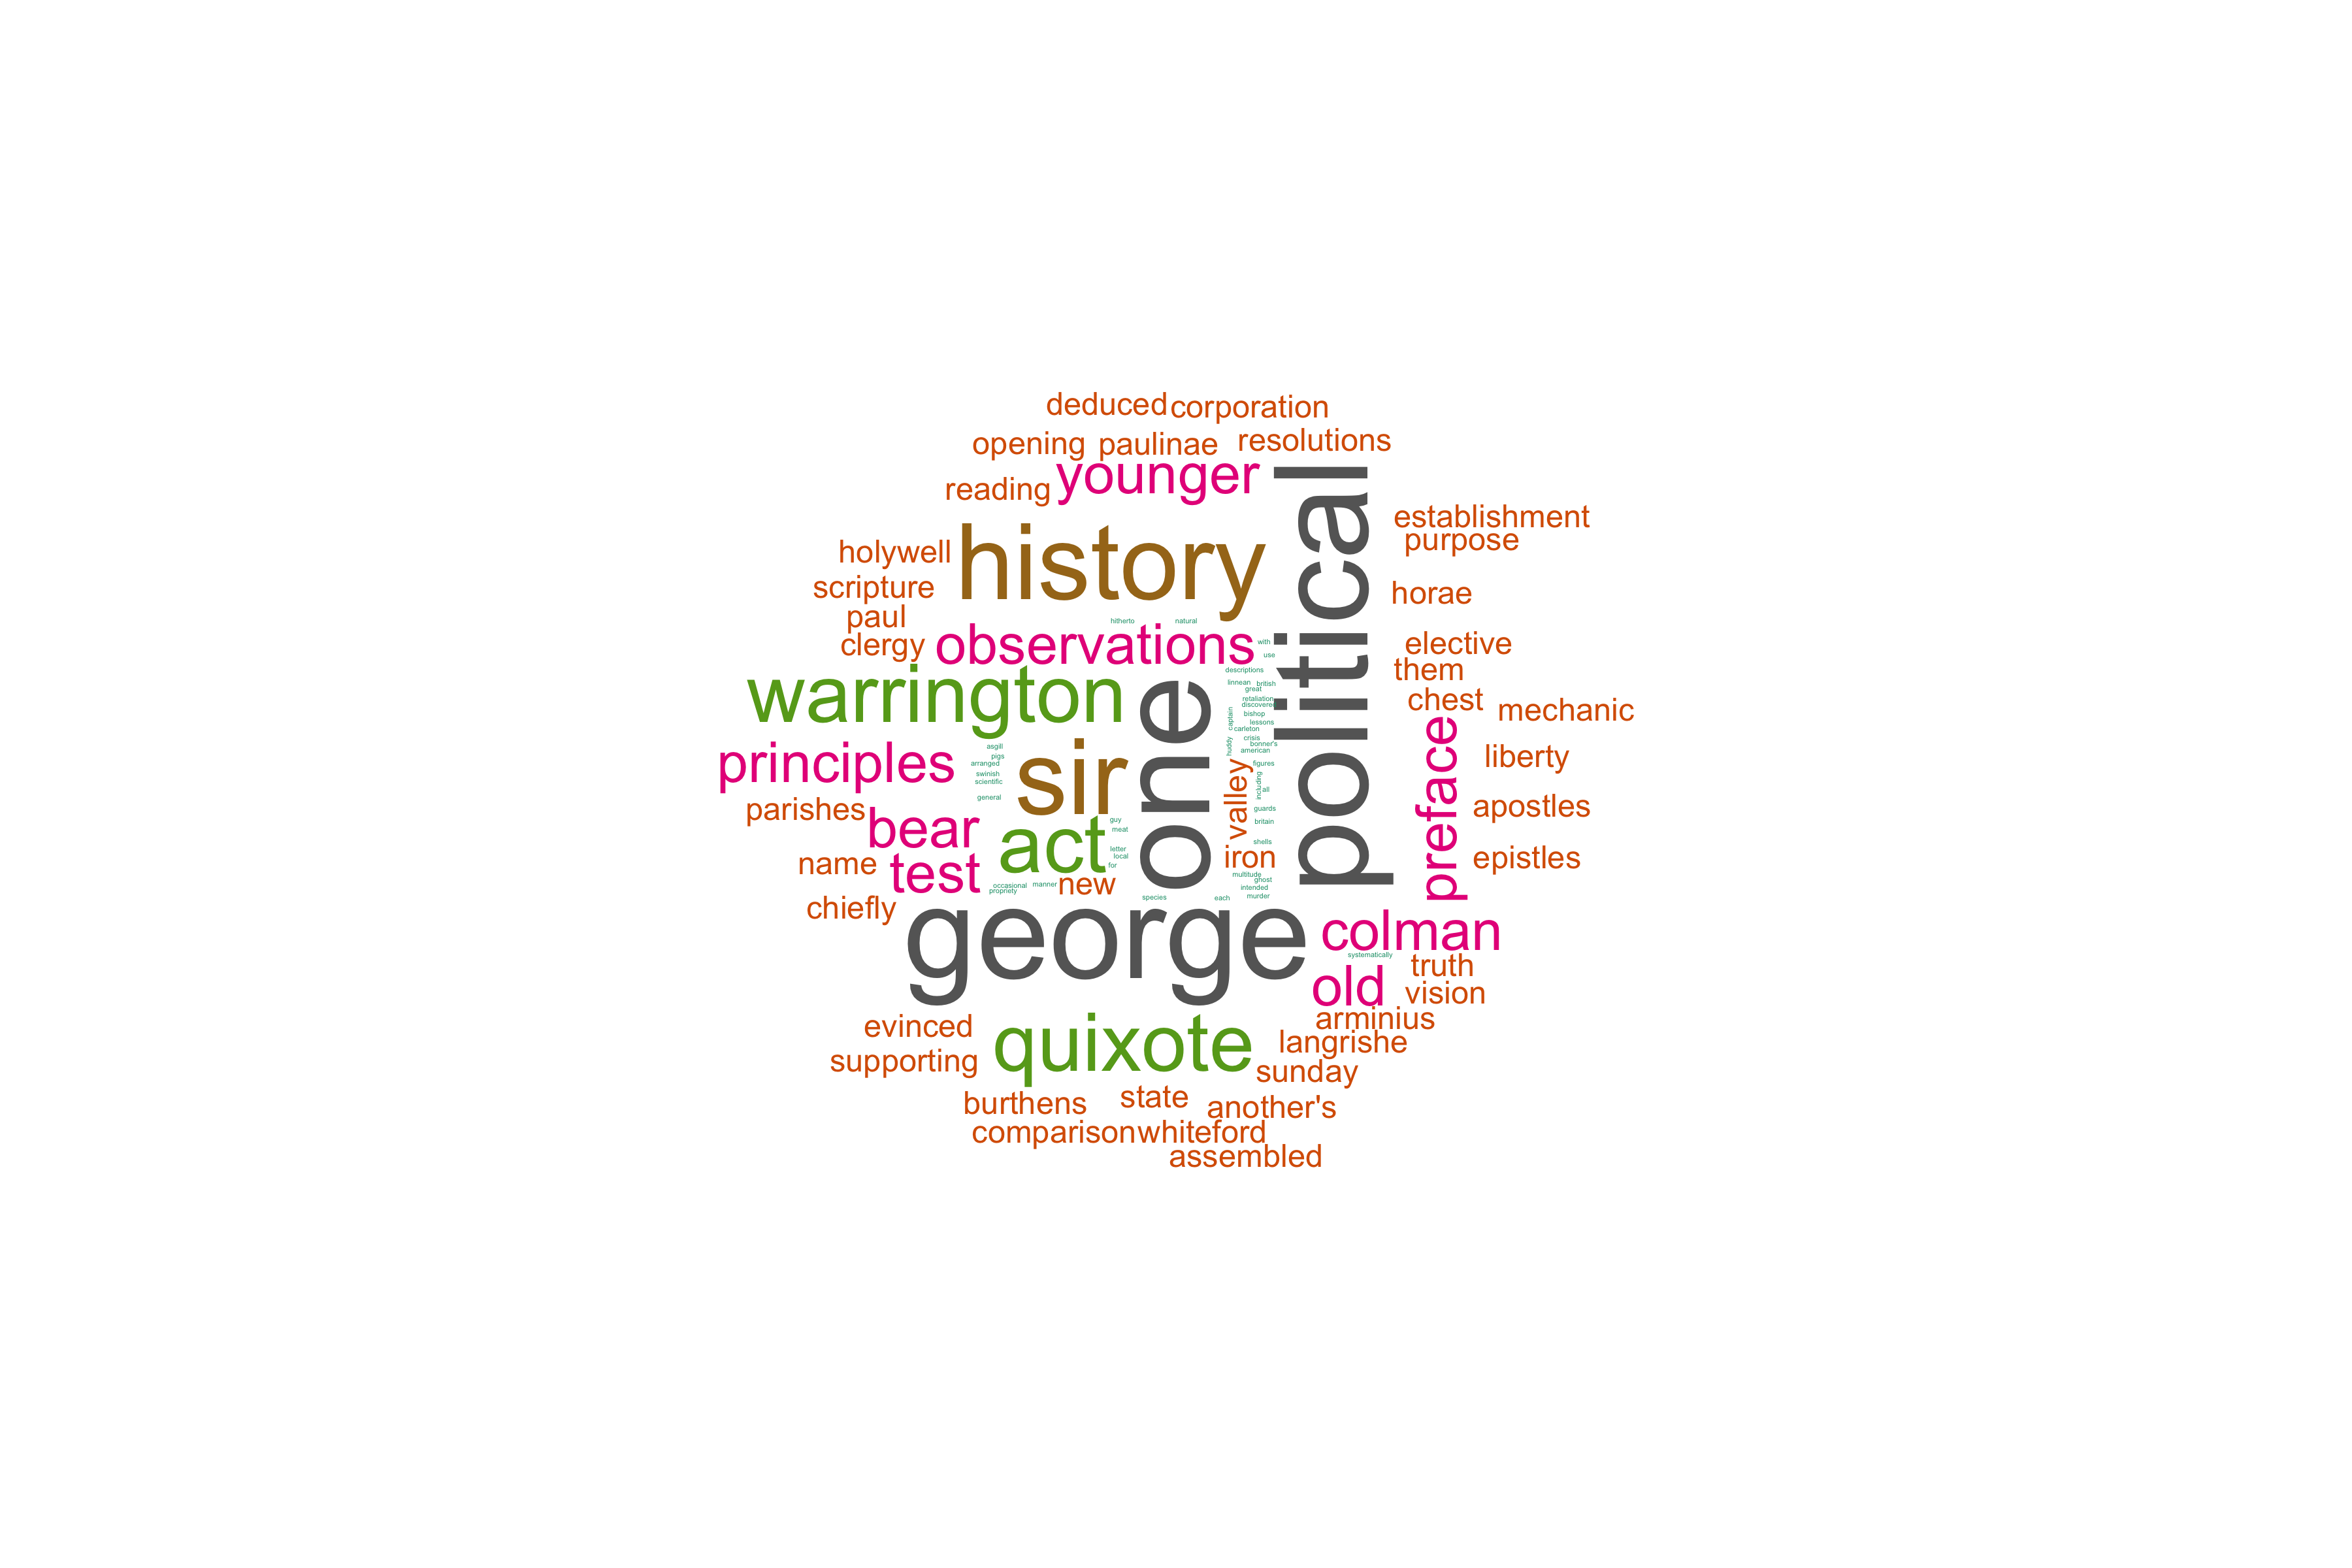 deduced corporation
opening paulinae resolutions
reading younger
political
establishment
purpose
history
holywell
scripture
horae
paul
clergy
hitherto natural
observations
with
use
elective
them
descriptions
warrington
linnean british
great
retaliation
discovered
chest
mechanic
captain
bishop
lessons
carleton
one
preface
crisis
bonner's
american
huddy
principles
asgill
pigs
arranged
swinish
scientific
general
sir
valley
figures
including
all
liberty
parishes
guards
britain
apostles
bear
act
guy
meat
shells
letter
local
for
iron
epistles
name
test
multitude
ghost
intended
murder
occasional
propriety
manner
new
species
each
chiefly
george
colman
systematically
truth
old
vision
arminius
evinced
quixote
langrishe
supporting
sunday
burthens state another's
comparison whiteford
assembled